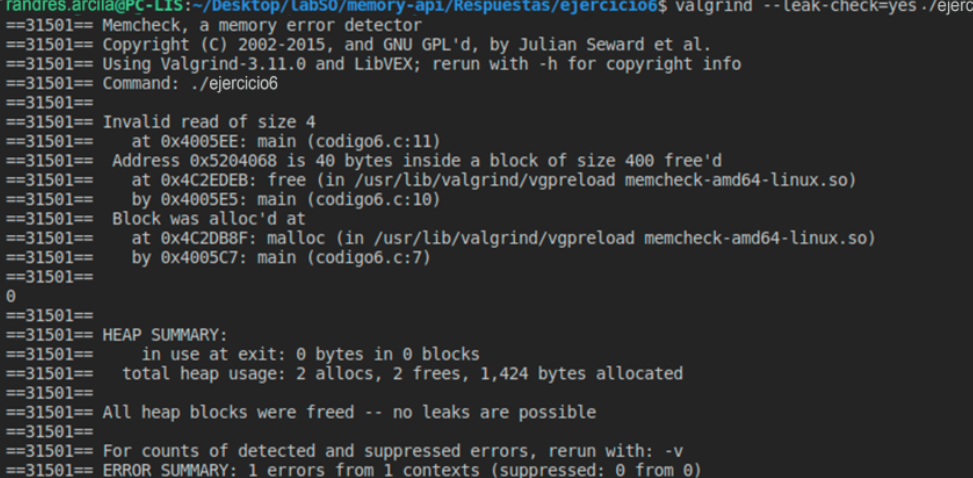 randres.arcila@PC-LIS:~/Desktop/labSO/memory-api/Respuestas/ejercicio6$ valgrind --leak-check=yes ./ejerc
==31501== Memcheck, a memory error detector
==31501== Copyright (C) 2002-2015, and GNU GPL'd, by Julian Seward et al.
==31501== Using Valgrind-3.11.0 and LibVEX; rerun with -h for copyright info
==31501== Command: ./ejercicio6
==31501==
==31501== Invalid read of size 4
==31501==    at 0x4005EE: main (codigo6.c:11)
==31501==  Address 0x5204068 is 40 bytes inside a block of size 400 free'd
==31501==    at 0x4C2EDEB: free (in /usr/lib/valgrind/vgpreload memcheck-amd64-linux.so)
==31501==    by 0x4005E5: main (codigo6.c:10)
==31501==  Block was alloc'd at
==31501==    at 0x4C2DB8F: malloc (in /usr/lib/valgrind/vgpreload memcheck-amd64-linux.so)
==31501==    by 0x4005C7: main (codigo6.c:7)
==31501==
0
==31501==
==31501== HEAP SUMMARY:
==31501==     in use at exit: 0 bytes in 0 blocks
==31501==   total heap usage: 2 allocs, 2 frees, 1,424 bytes allocated
==31501==
==31501== All heap blocks were freed -- no leaks are possible
==31501==
==31501== For counts of detected and suppressed errors, rerun with: -v
==31501== ERROR SUMMARY: 1 errors from 1 contexts (suppressed: 0 from 0)